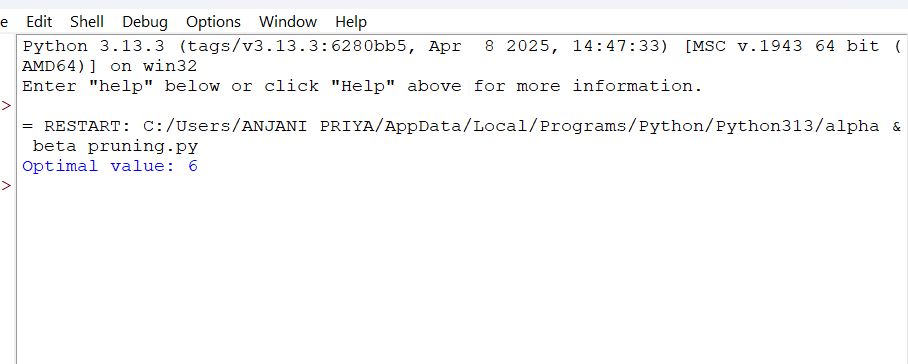 e Edit Shell Debug Options Window Help
Python 3.13.3 (tags/v3.13.3:6280bb5, Apr  8 2025, 14:47:33) [MSC v.1943 64 bit (
AMD64)] on win32
Enter "help" below or click "Help" above for more information.
>
= RESTART: C:/Users/ANJANI PRIYA/AppData/Local/Programs/Python/Python313/alpha &
 beta pruning.py
Optimal value: 6
>